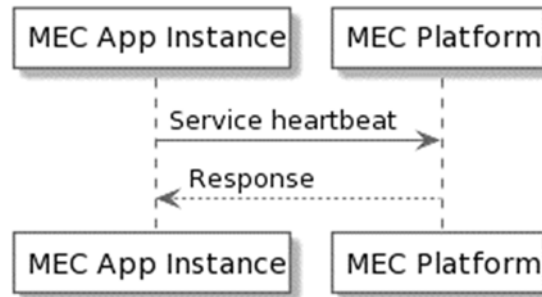 MEC App Instance
MEC Platform
Service heartbeat
Response
MEC App Instance
MEC Platform